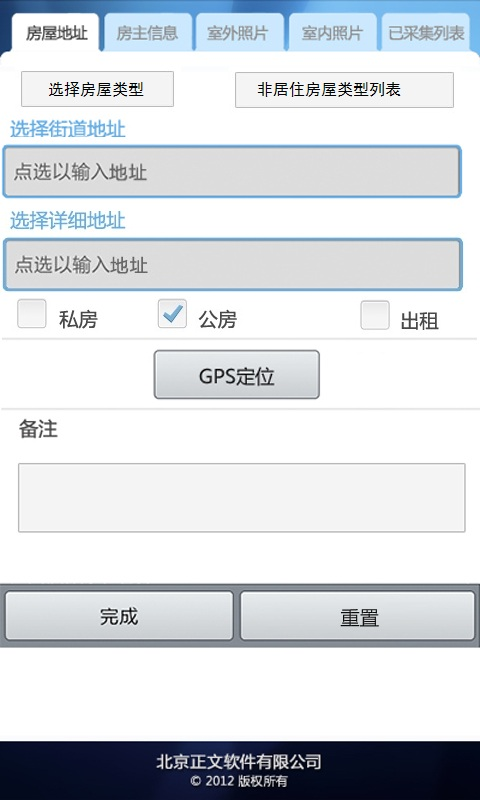 房屋地址 房主信息 室外照片 室内照片 已采集列表
选择房屋类型 非居住房屋类型列表
选择街道地址
点选以输入地址
选择详细地址
点选以输入地址
私房 公房 出租
GPS定位
备注
完成 重置
北京正文软件有限公司
© 2012 版权所有